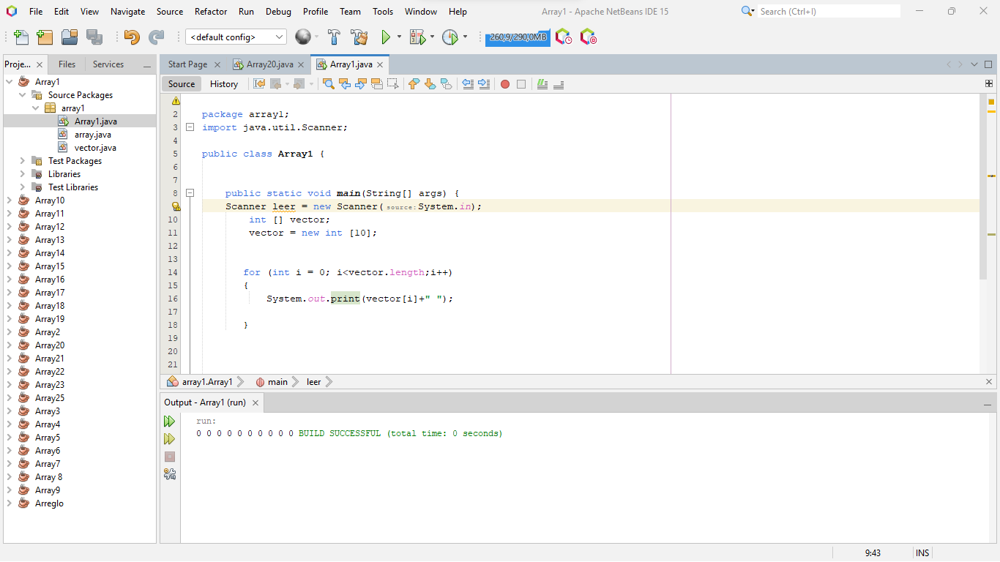 File Edit View Navigate Source Refactor Run Debug Profile Team Tools Window Help Array1 - Apache NetBeans IDE 15 Search (Ctrl+I)
<default config> 260,9/290,0MB
Proje... Files Services
Array1
Source Packages
array1
Array1.java
array.java
vector.java
Test Packages
Libraries
Test Libraries
Array10
Array11
Array12
Array13
Array14
Array15
Array16
Array17
Array18
Array19
Array2
Array20
Array21
Array22
Array23
Array25
Array3
Array4
Array5
Array6
Array7
Array 8
Array9
Arreglo
Start Page Array20.java Array1.java
Source History
2 package array1;
3 import java.util.Scanner;
4
5 public class Array1 {
6
7
8 public static void main(String[] args) {
Scanner leer = new Scanner(source:System.in);
10 int [] vector;
11 vector = new int [10];
12
13
14 for (int i = 0; i<vector.length;i++)
15 {
16 System.out.print(vector[i]+" ");
17
18 }
19
20
21
array1.Array1 main leer
Output - Array1 (run)
run:
0 0 0 0 0 0 0 0 0 0 BUILD SUCCESSFUL (total time: 0 seconds)
9:43 INS